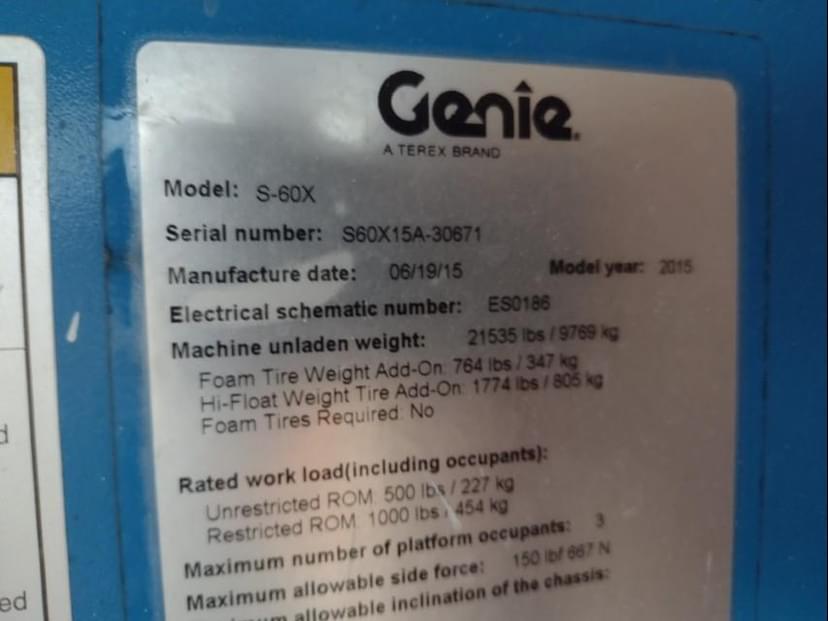 Genie
A TEREX BRAND
Model: S-60X
Serial number: S60X15A-30671
Manufacture date: 06/19/15 Model year: 2015
Electrical schematic number: ES0186
Machine unladen weight: 21535 lbs / 9769 kg
Foam Tire Weight Add-On: 764 lbs / 347 kg
Hi-Float Weight Tire Add-On: 1774 lbs / 805 kg
Foam Tires Required: No
Rated work load(including occupants):
Unrestricted ROM: 500 lbs / 227 kg
Restricted ROM: 1000 lbs / 454 kg
Maximum number of platform occupants: 3
Maximum allowable side force: 150 lbf 667 N
allowable inclination of the chassis: